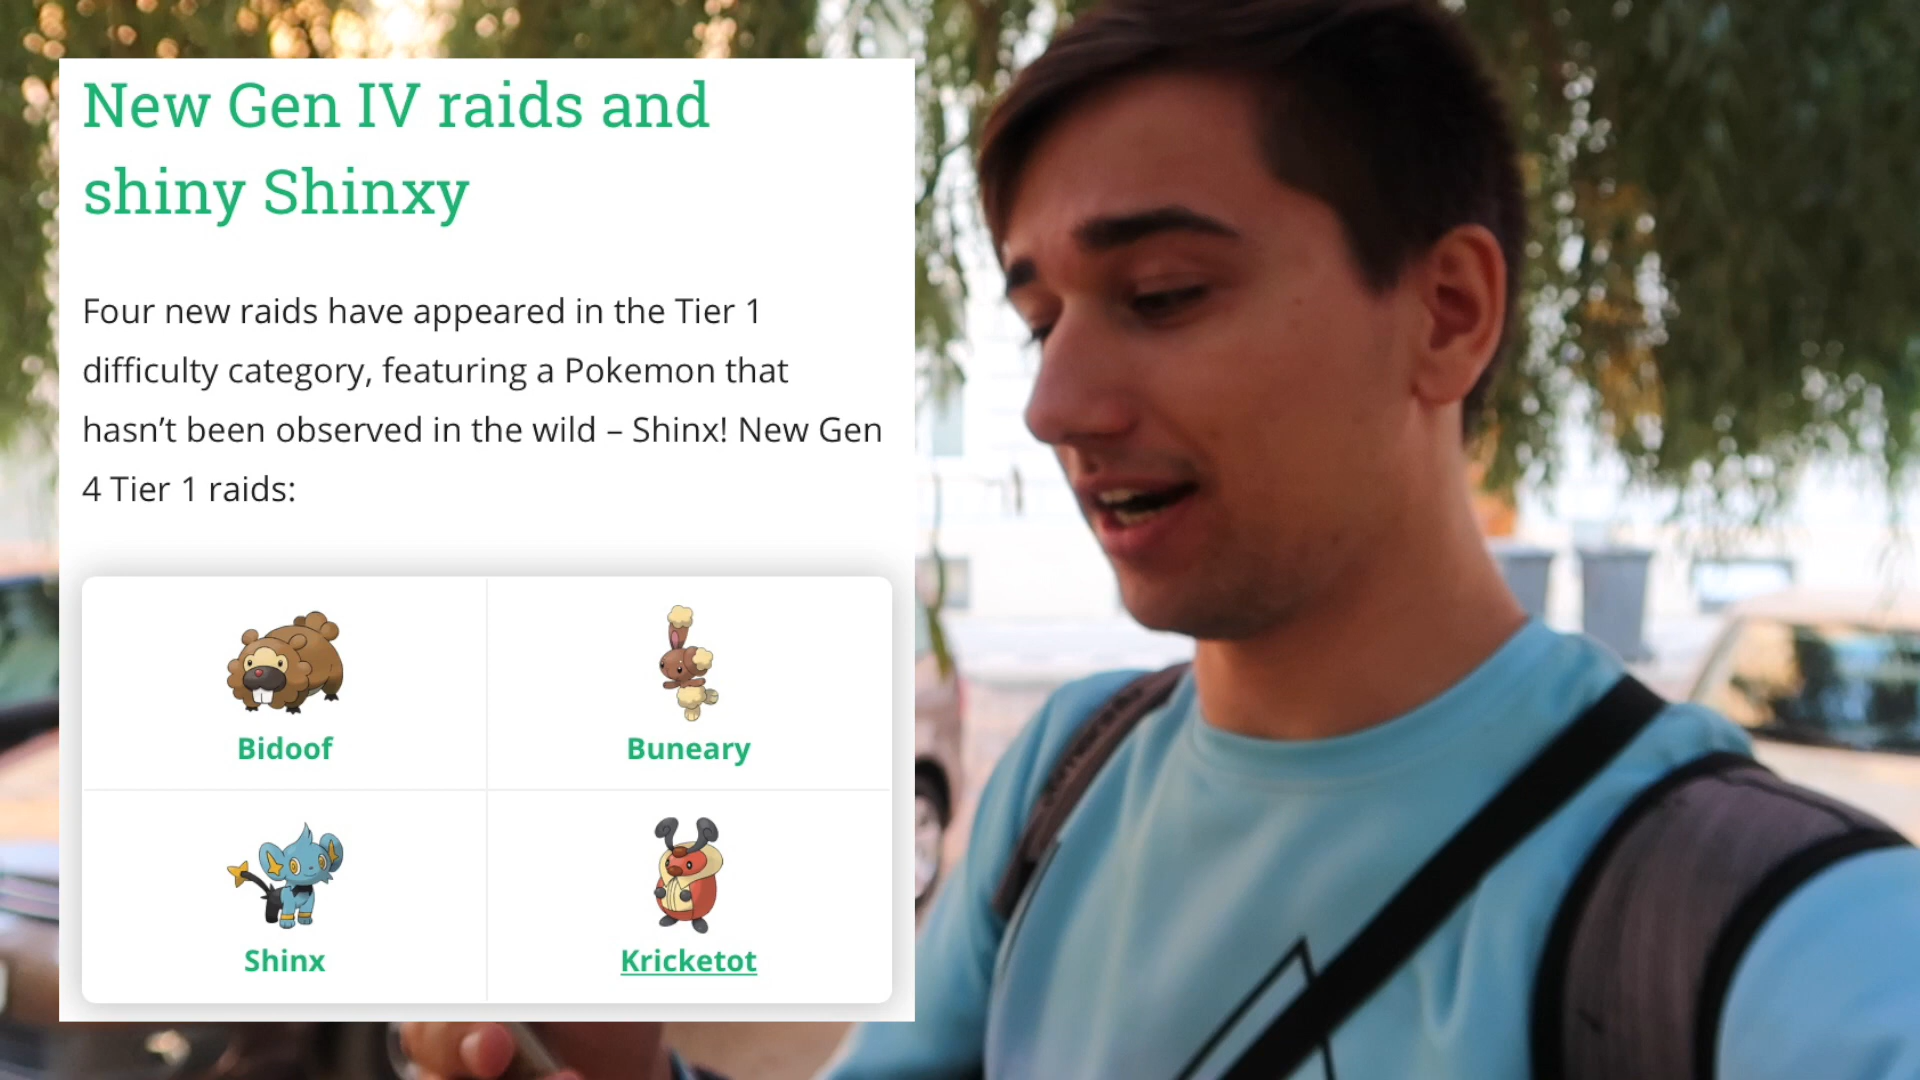 New Gen IV raids and
shiny Shinxy
Four new raids have appeared in the Tier 1
difficulty category, featuring a Pokemon that
hasn’t been observed in the wild – Shinx! New Gen
4 Tier 1 raids:
Bidoof
Buneary
Shinx
Kricketot